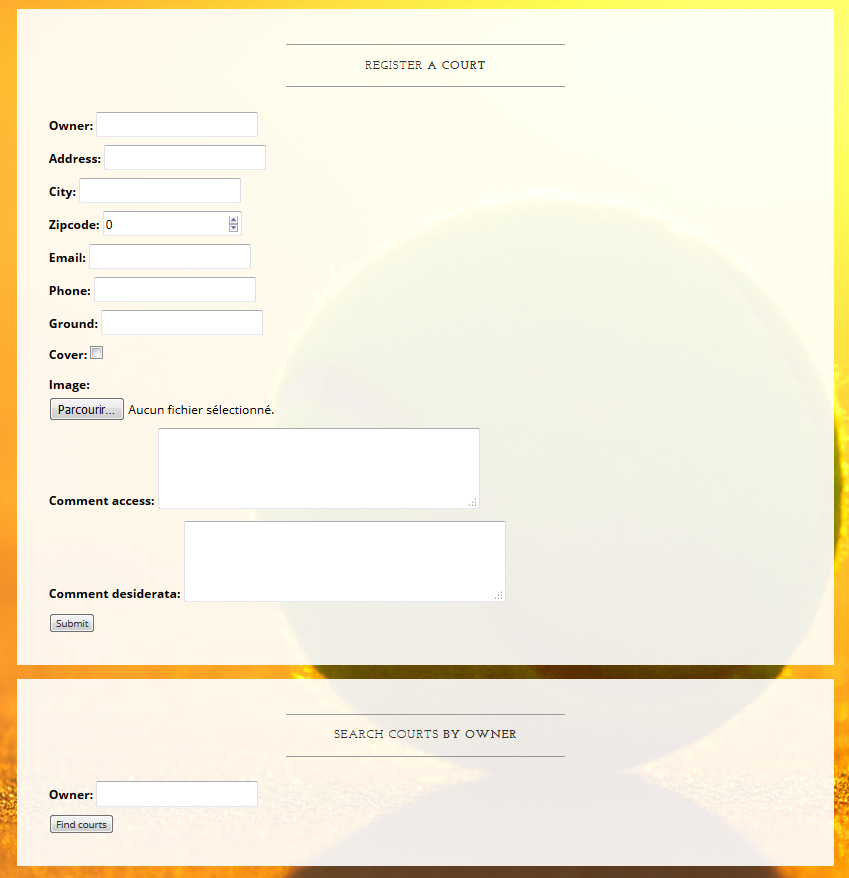 REGISTER A COURT
Owner:
Address:
City:
Zipcode: 0
Email:
Phone:
Ground:
Cover:
Image:
Parcourir... Aucun fichier sélectionné.
Comment access:
Comment desiderata:
Submit
SEARCH COURTS BY OWNER
Owner:
Find courts